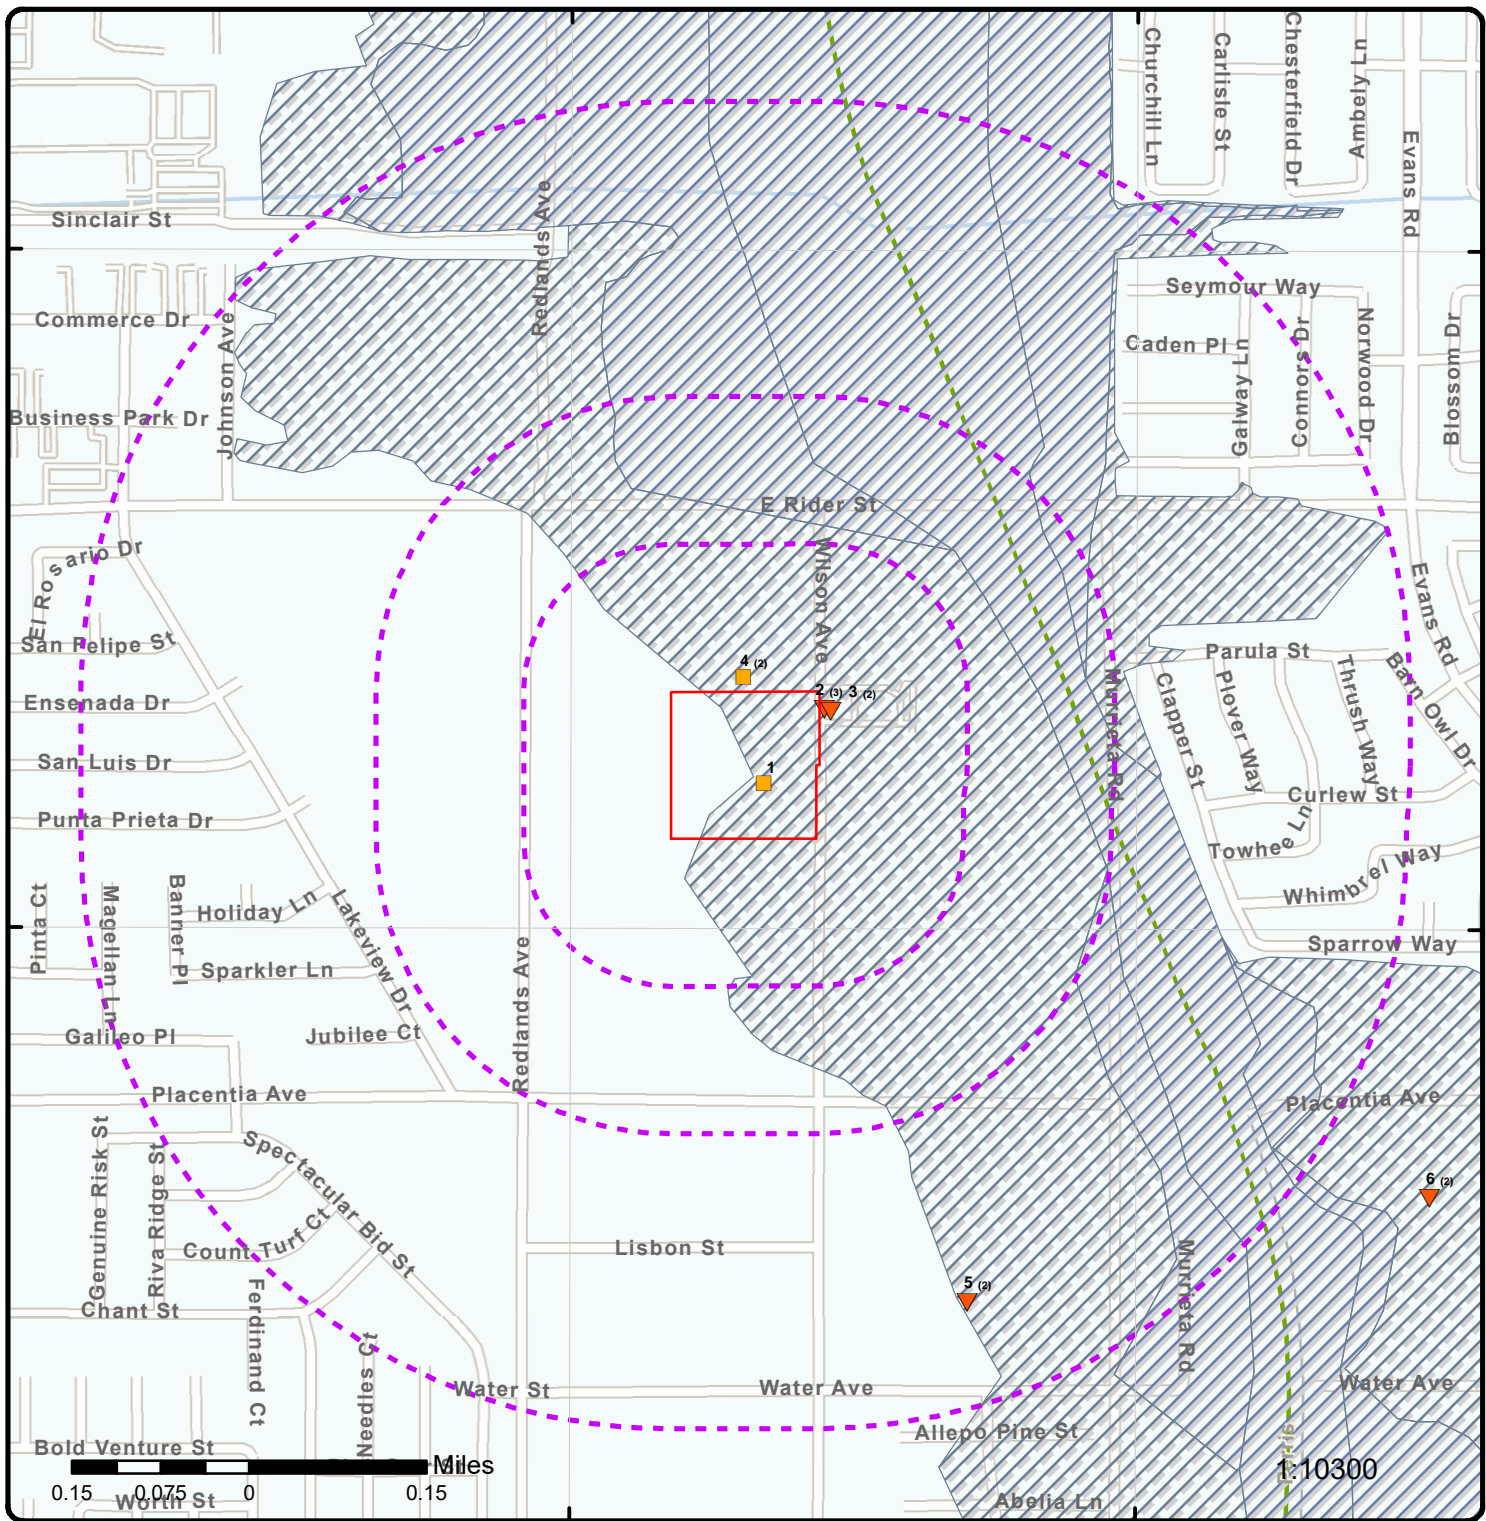 Churchill Ln
Carlisle St
Chesterfield Dr
Aubely Ln
Evans Rd
Sinclair St
Redlands Ave
Seymour Way
Commerce Dr
Johnson Ave
Caden Pl
Galway Ln
Connors Dr
Norwood Dr
Blossom Dr
Business Park Dr
E Rider St
Wilson Ave
El Rosario Dr
Evans Rd
San Felipe St
Parula St
4 (2)
Ensenada Dr
2 (3)
3 (2)
Murrieta Rd
Clapper St
Plover Way
Thrush Way
Barn Owl Dr
San Luis Dr
1
Curlew St
Punta Prieta Dr
Towhee Ln
Whimbrel Way
Pinta Ct
Magellan Ln
Banner Pl
Holiday Ln
Lakeview Dr
Redlands Ave
Sparrow Way
Sparkler Ln
Galileo Pl
Jubilee Ct
Placentia Ave
Placentia Ave
Genuine Risk St
Riva Ridge St
Spectacular Bid St
6 (2)
Count Turf Ct
Lisbon St
Murrieta Rd
5 (2)
Chant St
Ferdinand Ct
Needles Ct
Water St
Water Ave
Water Ave
Allepo Pine St
Bold Venture St
Perris
Miles
1:10300
0.15
0.075
0
0.15
Worth St
Abelia Ln